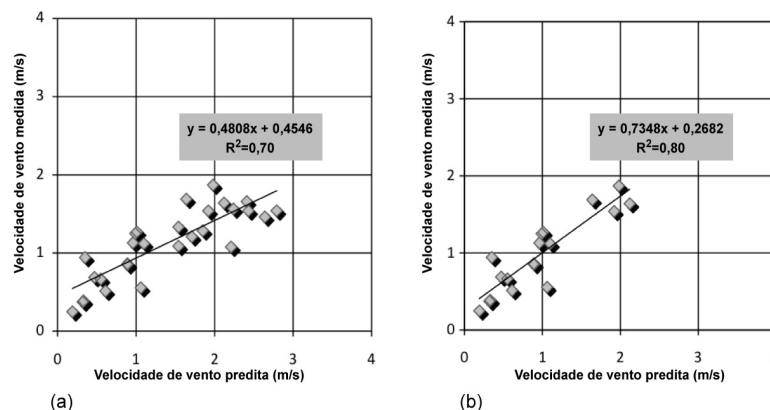 4
3
2
1
0
Velocidade de vento medida (m/s)
y = 0,4808x + 0,4546
R²=0,70
0 1 2 3 4
Velocidade de vento predita (m/s)
(a)
4
3
2
1
0
Velocidade de vento medida (m/s)
y = 0,7348x + 0,2682
R²=0,80
0 1 2 3
Velocidade de vento predita (m/s)
(b)